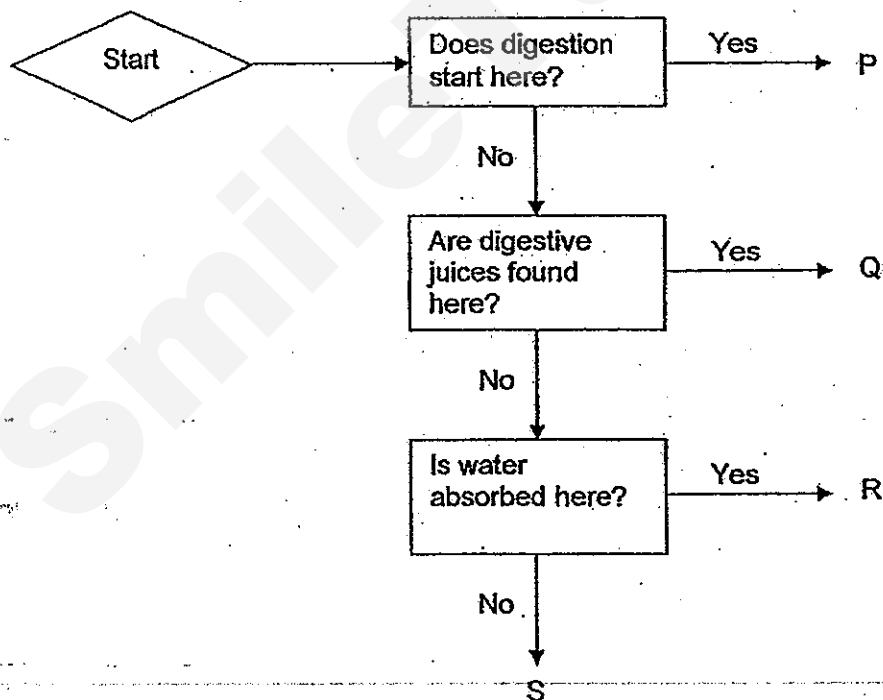 Start
Does digestion
start here?
Yes
P
No
Are digestive
juices found
here?
Yes
Q
No
Is water
absorbed here?
Yes
R
No
S
Smile